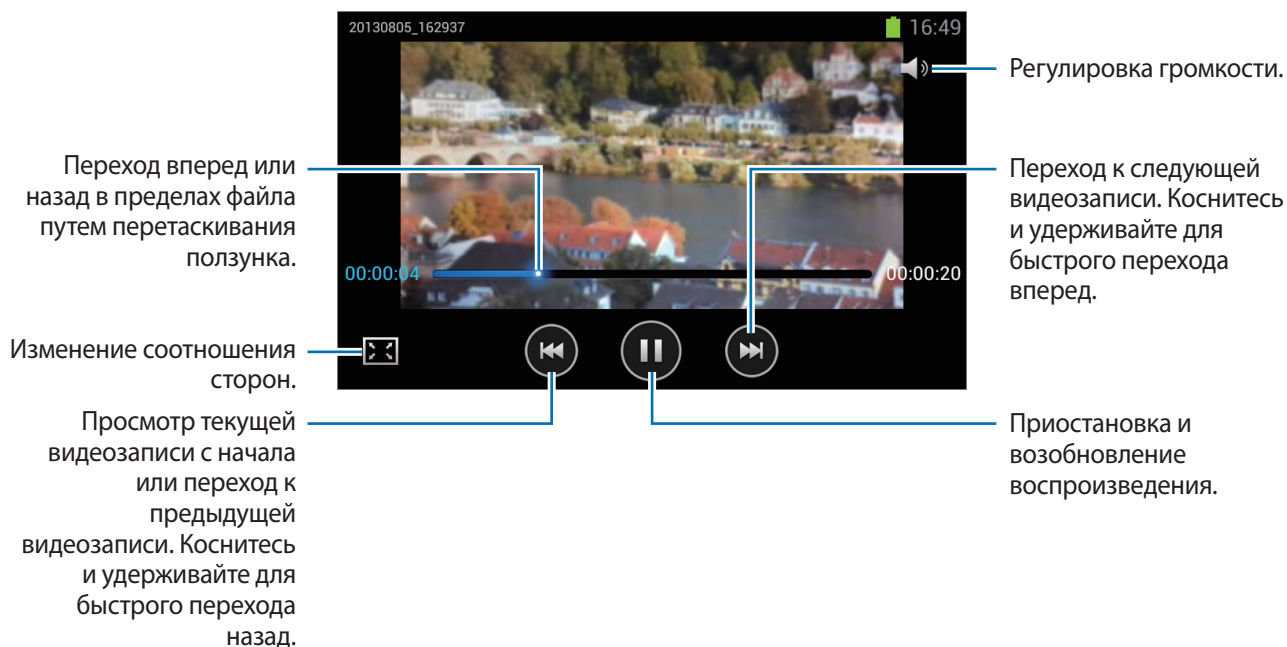 20130805_162937
16:49
Регулировка громкости.
Переход вперед или
назад в пределах файла
путем перетаскивания
ползунка.
Переход к следующей
видеозаписи. Коснитесь
и удерживайте для
быстрого перехода
вперед.
00:00:04
00:00:20
Изменение соотношения
сторон.
Просмотр текущей
видеозаписи с начала
или переход к
предыдущей
видеозаписи. Коснитесь
и удерживайте для
быстрого перехода
назад.
Приостановка и
возобновление
воспроизведения.